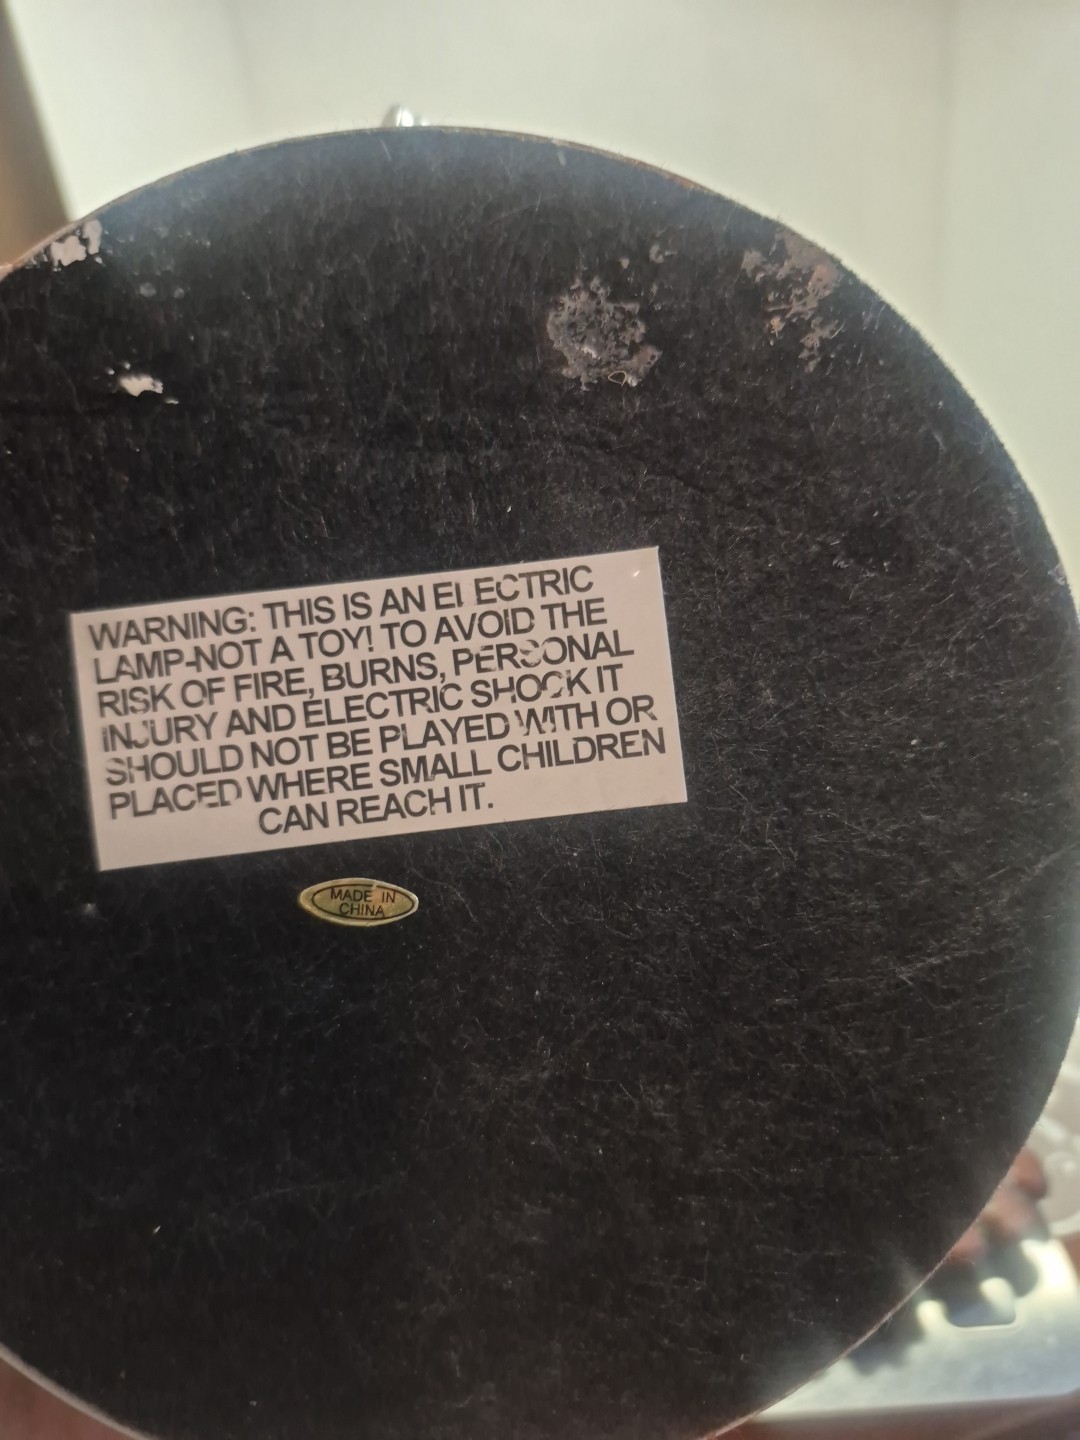 WARNING: THIS IS AN ELECTRIC
LAMP-NOT A TOY! TO AVOID THE
RISK OF FIRE, BURNS, PERSONAL
INJURY AND ELECTRIC SHOCK IT
SHOULD NOT BE PLAYED WITH OR
PLACED WHERE SMALL CHILDREN
CAN REACH IT.
MADE IN
CHINA